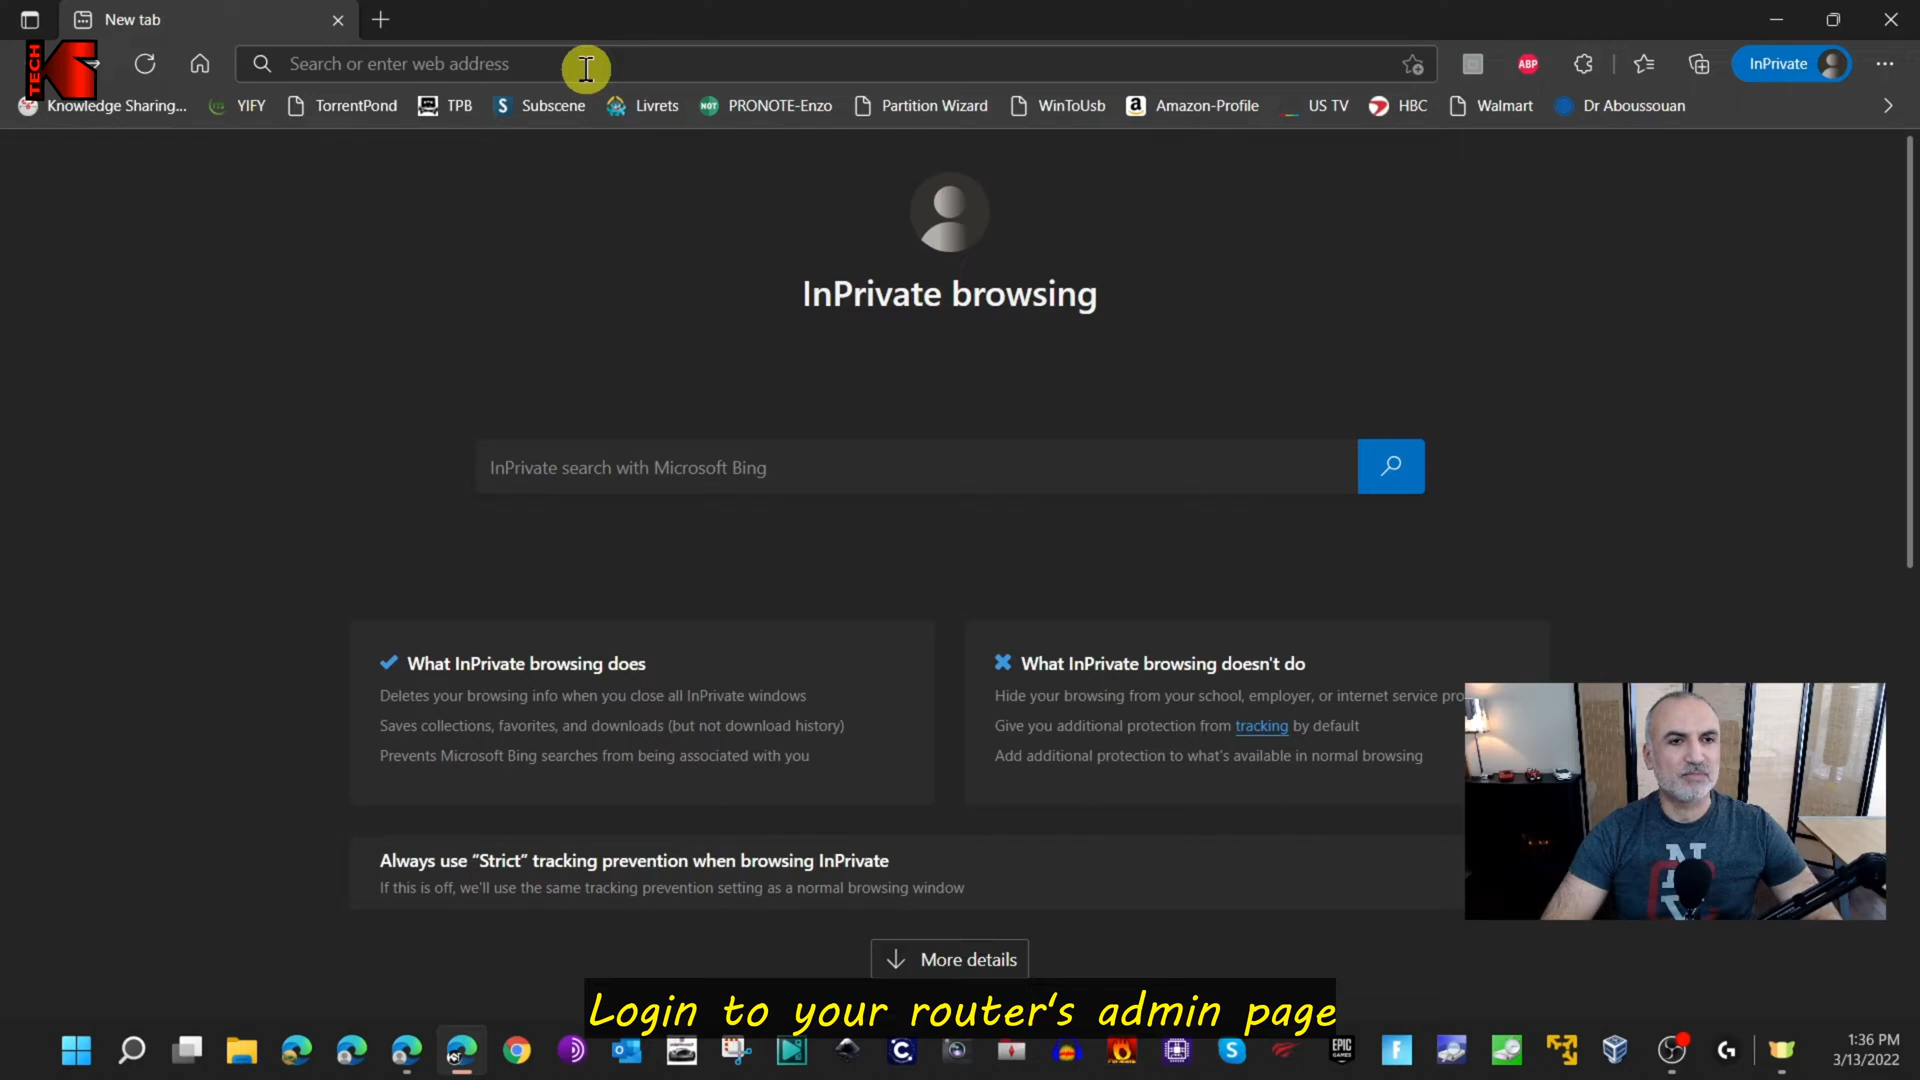 New tab
TECH K
Search or enter web address
ABP
InPrivate
Knowledge Sharing...
YIFY
TorrentPond
TPB
S
Subscene
Livrets
NOT
PRONOTE-Enzo
Partition Wizard
WinToUsb
a
Amazon-Profile
US TV
HBC
Walmart
Dr Aboussouan
InPrivate browsing
InPrivate search with Microsoft Bing
What InPrivate browsing does
Deletes your browsing info when you close all InPrivate windows
Saves collections, favorites, and downloads (but not download history)
Prevents Microsoft Bing searches from being associated with you
What InPrivate browsing doesn't do
Hide your browsing from your school, employer, or internet service pro
Give you additional protection from tracking by default
Add additional protection to what's available in normal browsing
Always use “Strict” tracking prevention when browsing InPrivate
If this is off, we'll use the same tracking prevention setting as a normal browsing window
More details
Login to your router's admin page
EPIC
GAMES
1:36 PM
3/13/2022